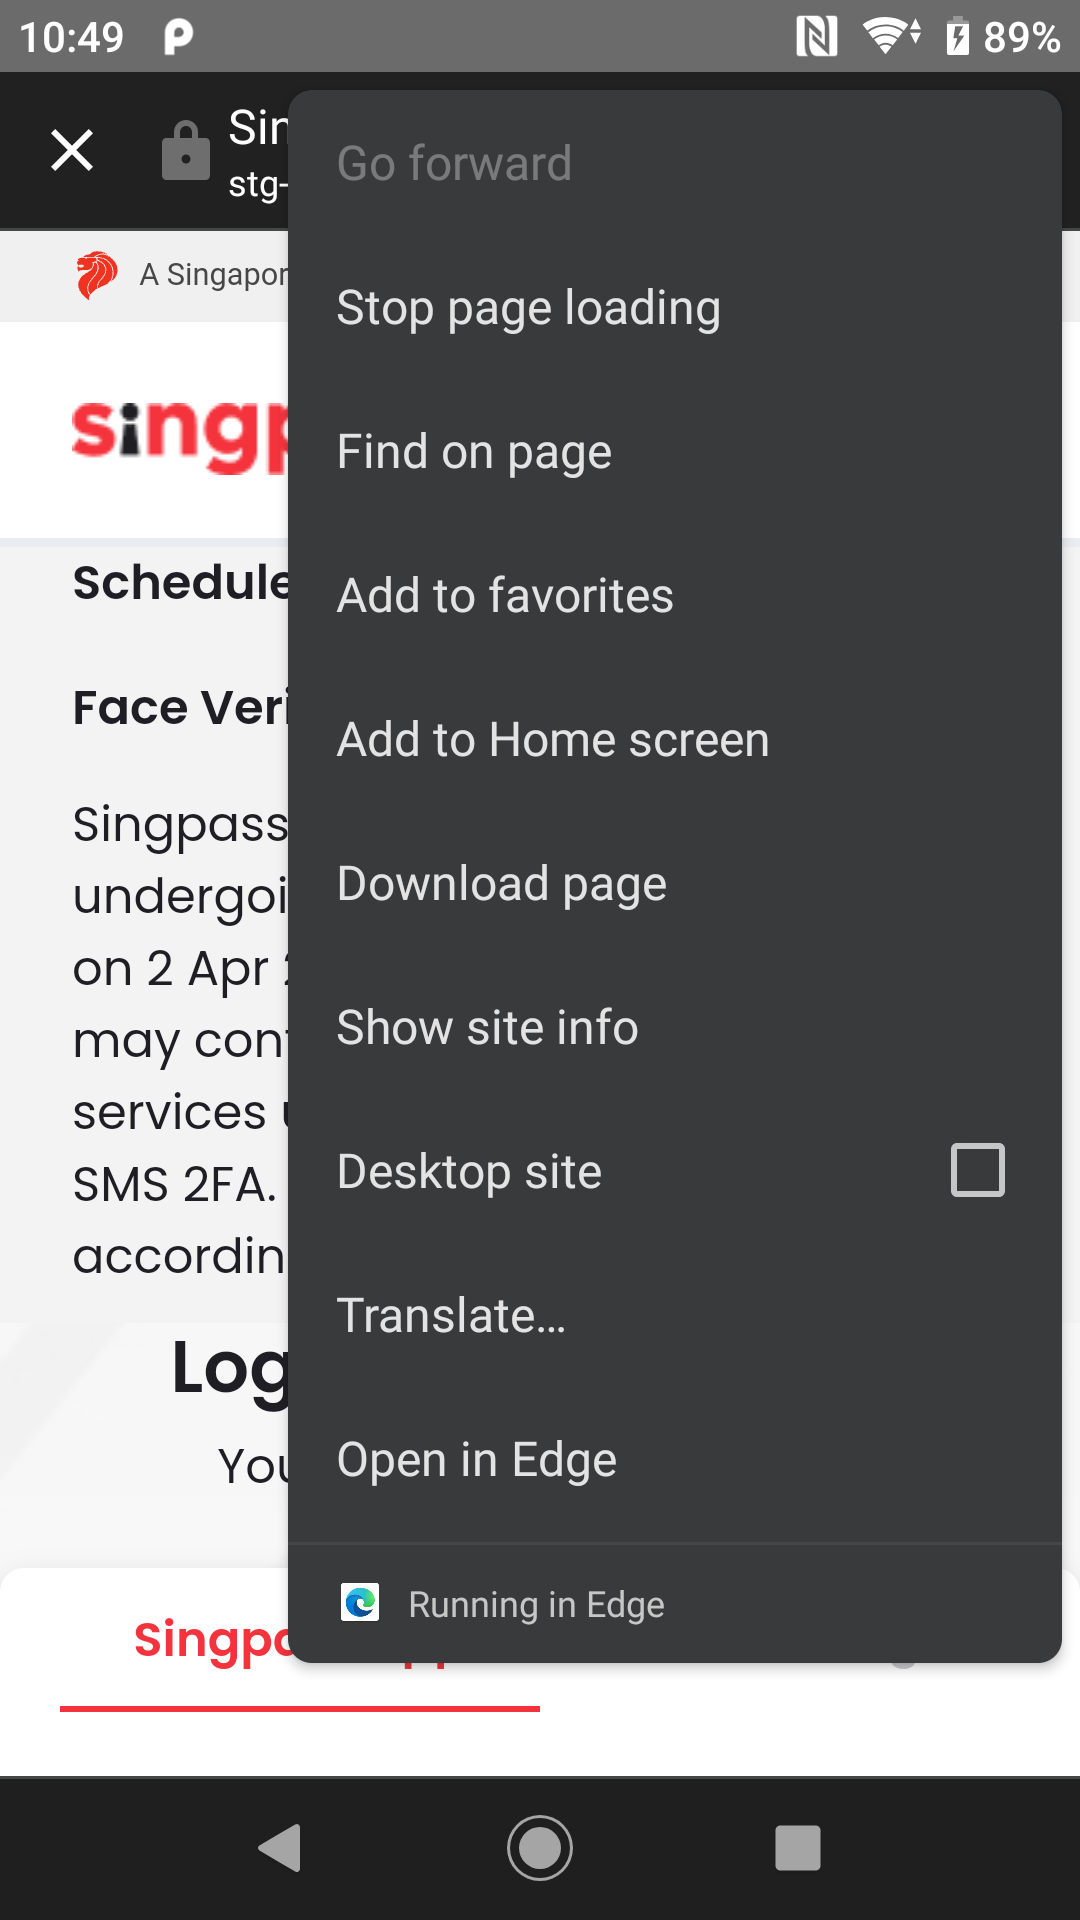 10:49
89%
stg-
A Singapor
Go forward
Stop page loading
Find on page
Add to favorites
Add to Home screen
Download page
Show site info
Desktop site
Translate...
Open in Edge
Running in Edge
singp
Schedule
Face Veri
Singpass
undergoi
on 2 Apr
may con
services
SMS 2FA.
accordin
Log
You
Singpa